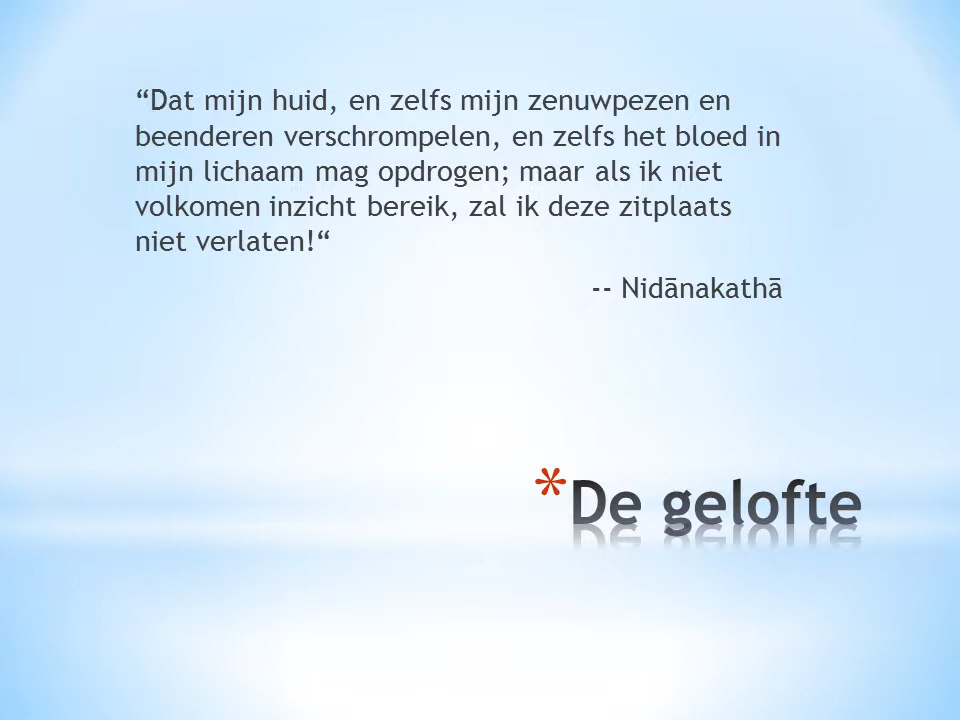 “Dat mijn huid, en zelfs mijn zenuwpezen en
beenderen verschrompelen, en zelfs het bloed in
mijn lichaam mag opdrogen; maar als ik niet
volkomen inzicht bereik, zal ik deze zitplaats
niet verlaten!“
-- Nidānakathā
*De gelofte